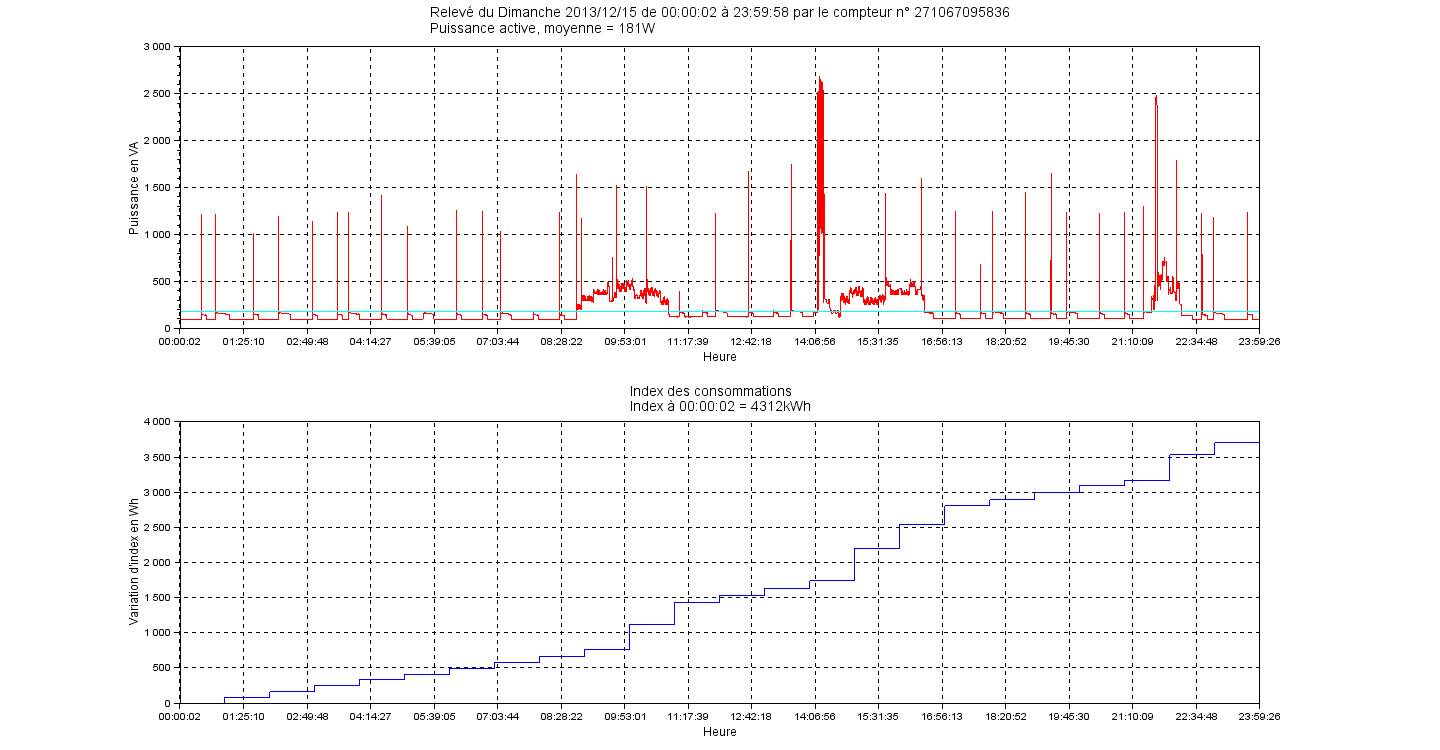 Relevé du Dimanche 2013/12/15 de 00:00:02 à 23:59:58 par le compteur n° 271067095836
Puissance active, moyenne = 181W
3 000
2 500
2 000
1 500
1 000
500
0
Puissance en VA
00:00:02 01:25:10 02:49:48 04:14:27 05:39:05 07:03:44 08:28:22 09:53:01 11:17:39 12:42:18 14:06:56 15:31:35 16:56:13 18:20:52 19:45:30 21:10:09 22:34:48 23:59:26
Heure
Index des consommations
Index à 00:00:02 = 4312kWh
4 000
3 500
3 000
2 500
2 000
1 500
1 000
500
0
Variation d'index en Wh
00:00:02 01:25:10 02:49:48 04:14:27 05:39:05 07:03:44 08:28:22 09:53:01 11:17:39 12:42:18 14:06:56 15:31:35 16:56:13 18:20:52 19:45:30 21:10:09 22:34:48 23:59:26
Heure